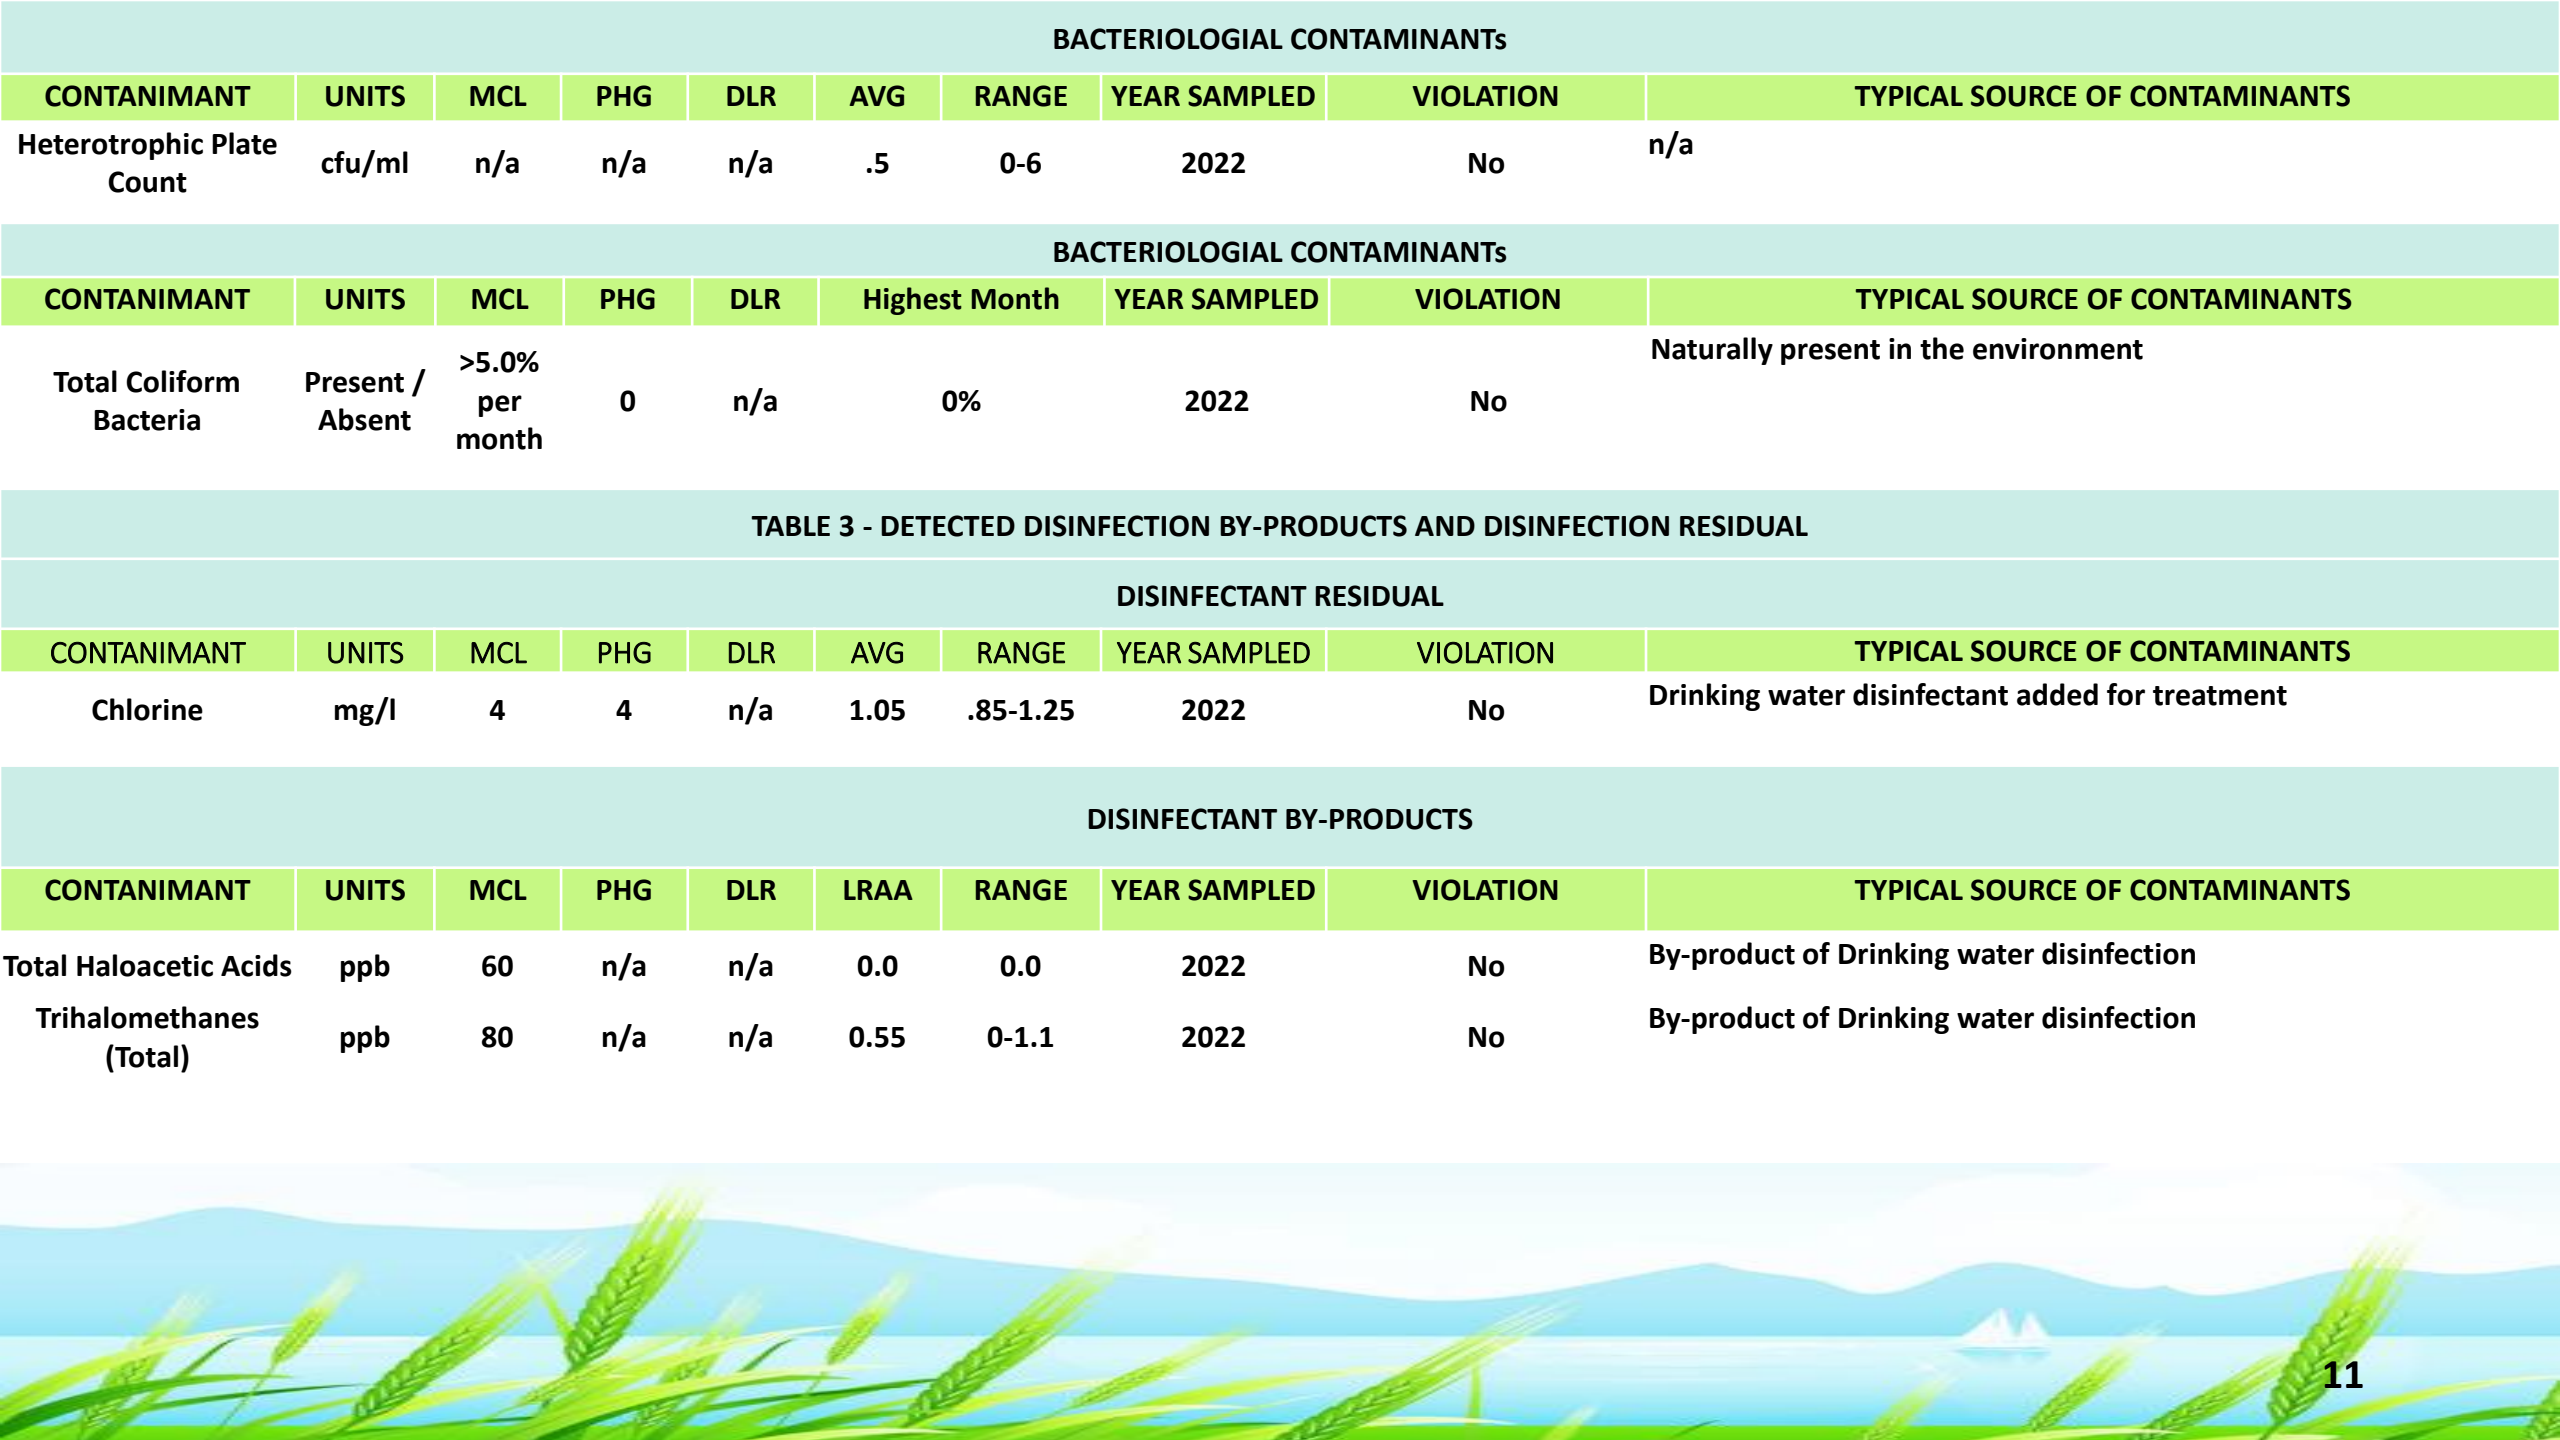 BACTERIOLOGIAL CONTAMINANTs
CONTANIMANT UNITS MCL PHG DLR AVG RANGE YEAR SAMPLED VIOLATION TYPICAL SOURCE OF CONTAMINANTS
Heterotrophic Plate Count cfu/ml n/a n/a n/a .5 0-6 2022 No n/a
BACTERIOLOGIAL CONTAMINANTs
CONTANIMANT UNITS MCL PHG DLR Highest Month YEAR SAMPLED VIOLATION TYPICAL SOURCE OF CONTAMINANTS
Total Coliform Bacteria Present / Absent >5.0% per month 0 n/a 0% 2022 No Naturally present in the environment
TABLE 3 - DETECTED DISINFECTION BY-PRODUCTS AND DISINFECTION RESIDUAL
DISINFECTANT RESIDUAL
CONTANIMANT UNITS MCL PHG DLR AVG RANGE YEAR SAMPLED VIOLATION TYPICAL SOURCE OF CONTAMINANTS
Chlorine mg/l 4 4 n/a 1.05 .85-1.25 2022 No Drinking water disinfectant added for treatment
DISINFECTANT BY-PRODUCTS
CONTANIMANT UNITS MCL PHG DLR LRAA RANGE YEAR SAMPLED VIOLATION TYPICAL SOURCE OF CONTAMINANTS
Total Haloacetic Acids ppb 60 n/a n/a 0.0 0.0 2022 No By-product of Drinking water disinfection
Trihalomethanes (Total) ppb 80 n/a n/a 0.55 0-1.1 2022 No By-product of Drinking water disinfection
11